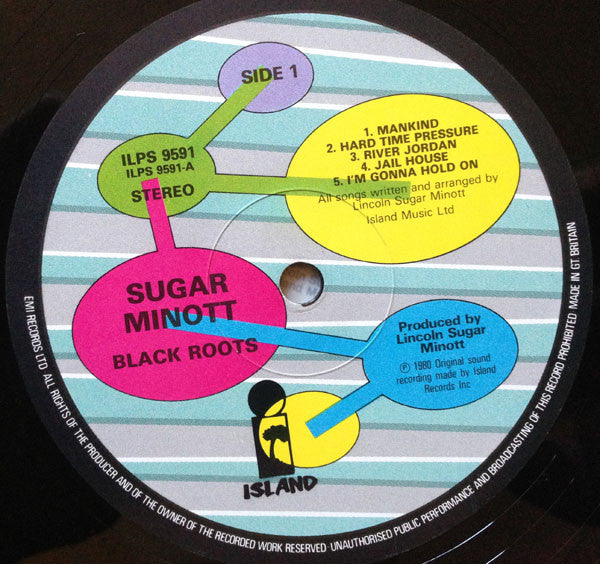 SIDE 1
ILPS 9591
ILPS 9591-A
STEREO
1. MANKIND
2. HARD TIME PRESSURE
3. RIVER JORDAN
4. JAIL HOUSE
5. I'M GONNA HOLD ON
All songs written and arranged by
Lincoln Sugar Minott
Island Music Ltd
SUGAR
MINOTT
BLACK ROOTS
Produced by
Lincoln Sugar
Minott
℗ 1980 Original sound
recording made by Island
Records Inc
ISLAND
EMI RECORDS LTD ALL RIGHTS OF THE PRODUCER AND OF THE OWNER OF THE RECORDED WORK RESERVED UNAUTHORISED PUBLIC PERFORMANCE AND BROADCASTING OF THIS RECORD PROHIBITED MADE IN GT BRITAIN